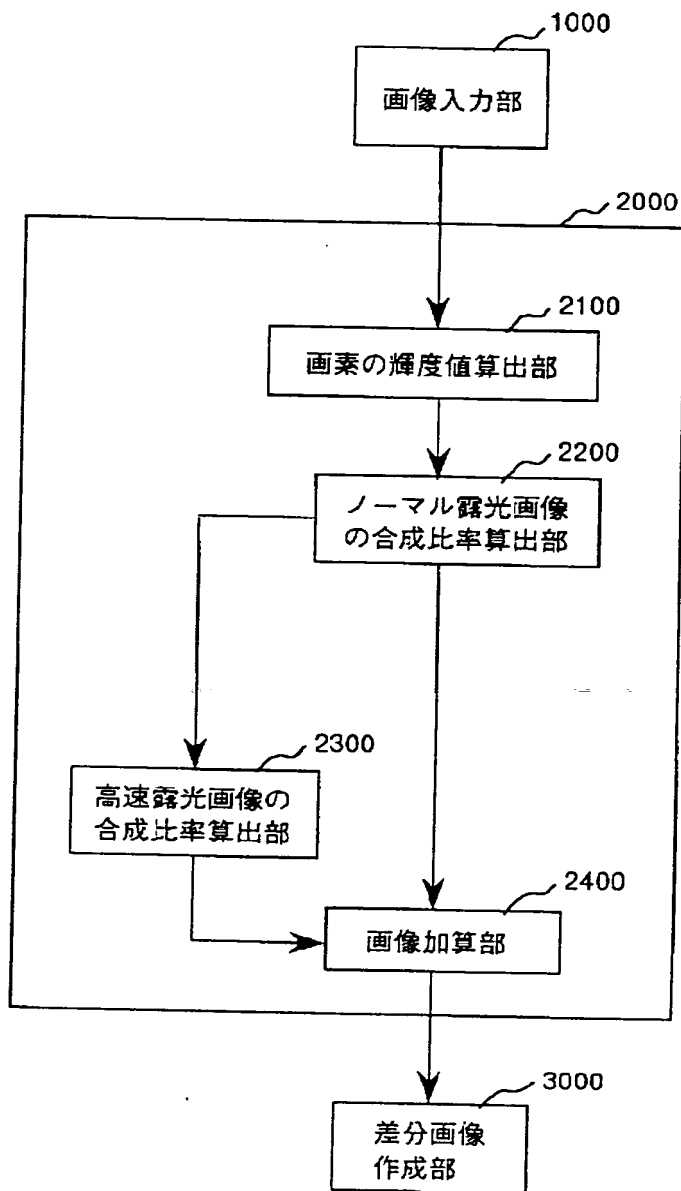 1000
画像入力部
2000
2100
画素の輝度値算出部
2200
ノーマル露光画像
の合成比率算出部
2300
高速露光画像の
合成比率算出部
2400
画像加算部
3000
差分画像
作成部